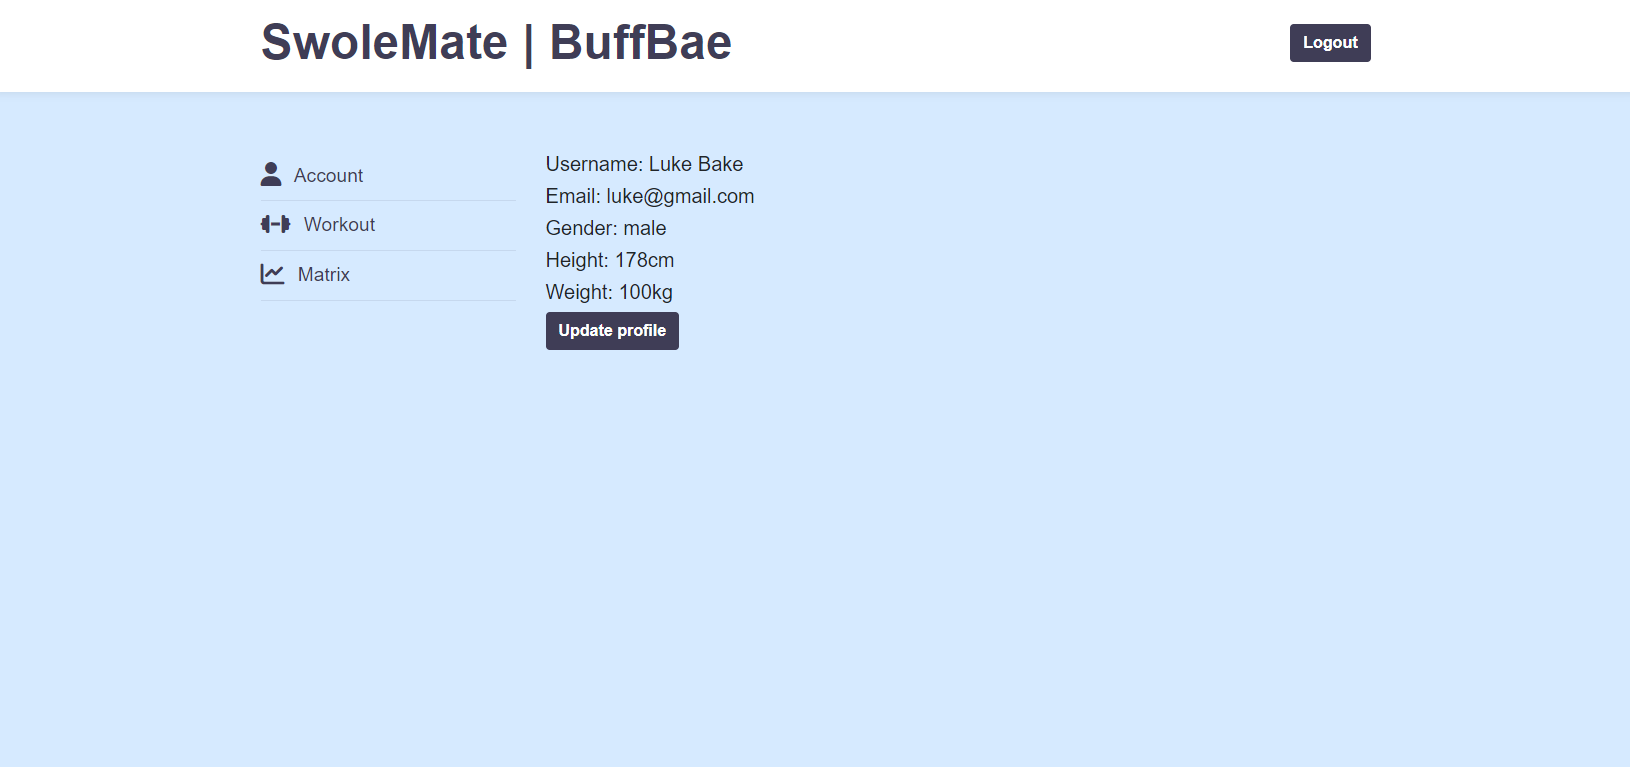 SwoleMate | BuffBae
Logout
Account
Workout
Matrix
Username: Luke Bake
Email: luke@gmail.com
Gender: male
Height: 178cm
Weight: 100kg
Update profile